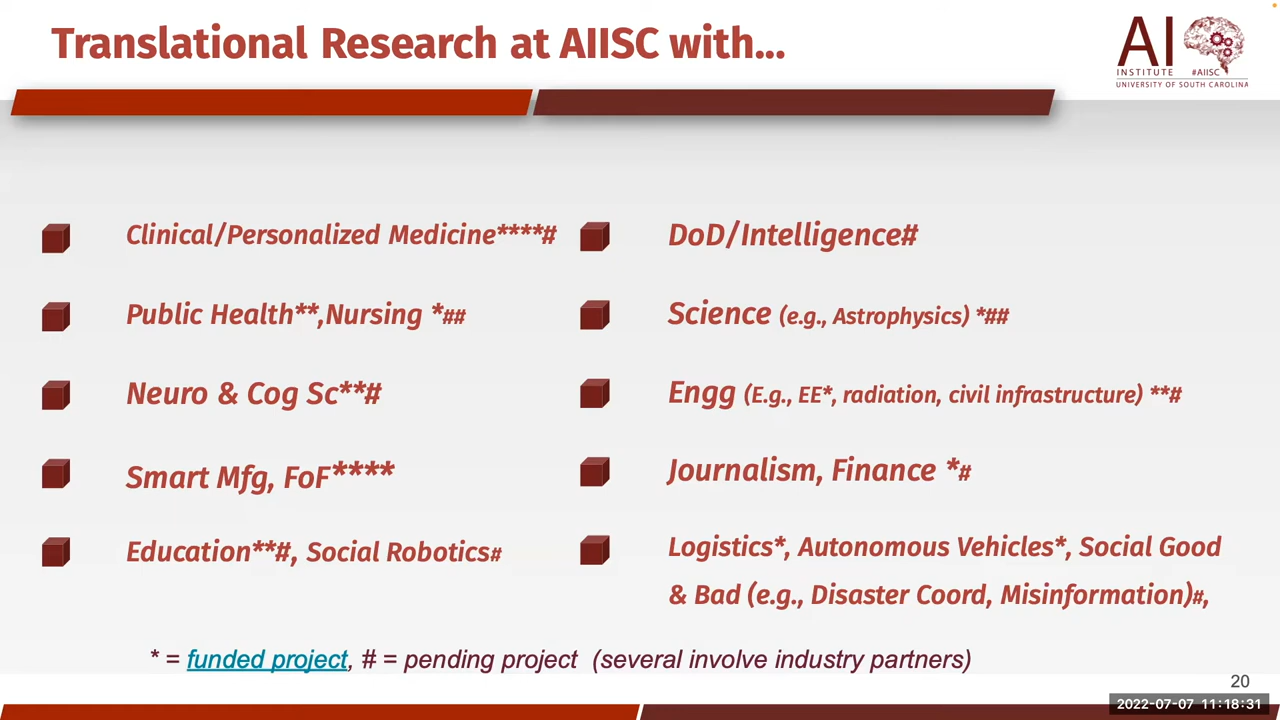 Translational Research at AIISC with...
AI
INSTITUTE #AIISC
UNIVERSITY OF SOUTH CAROLINA
Clinical/Personalized Medicine****#
Public Health**,Nursing *##
Neuro & Cog Sc**#
Smart Mfg, FoF****
Education**#, Social Robotics#
DoD/Intelligence#
Science (e.g., Astrophysics) *##
Engg (E.g., EE*, radiation, civil infrastructure) **#
Journalism, Finance *#
Logistics*, Autonomous Vehicles*, Social Good
& Bad (e.g., Disaster Coord, Misinformation)#,
* = funded project, # = pending project (several involve industry partners)
20
2022-07-07 11:18:31